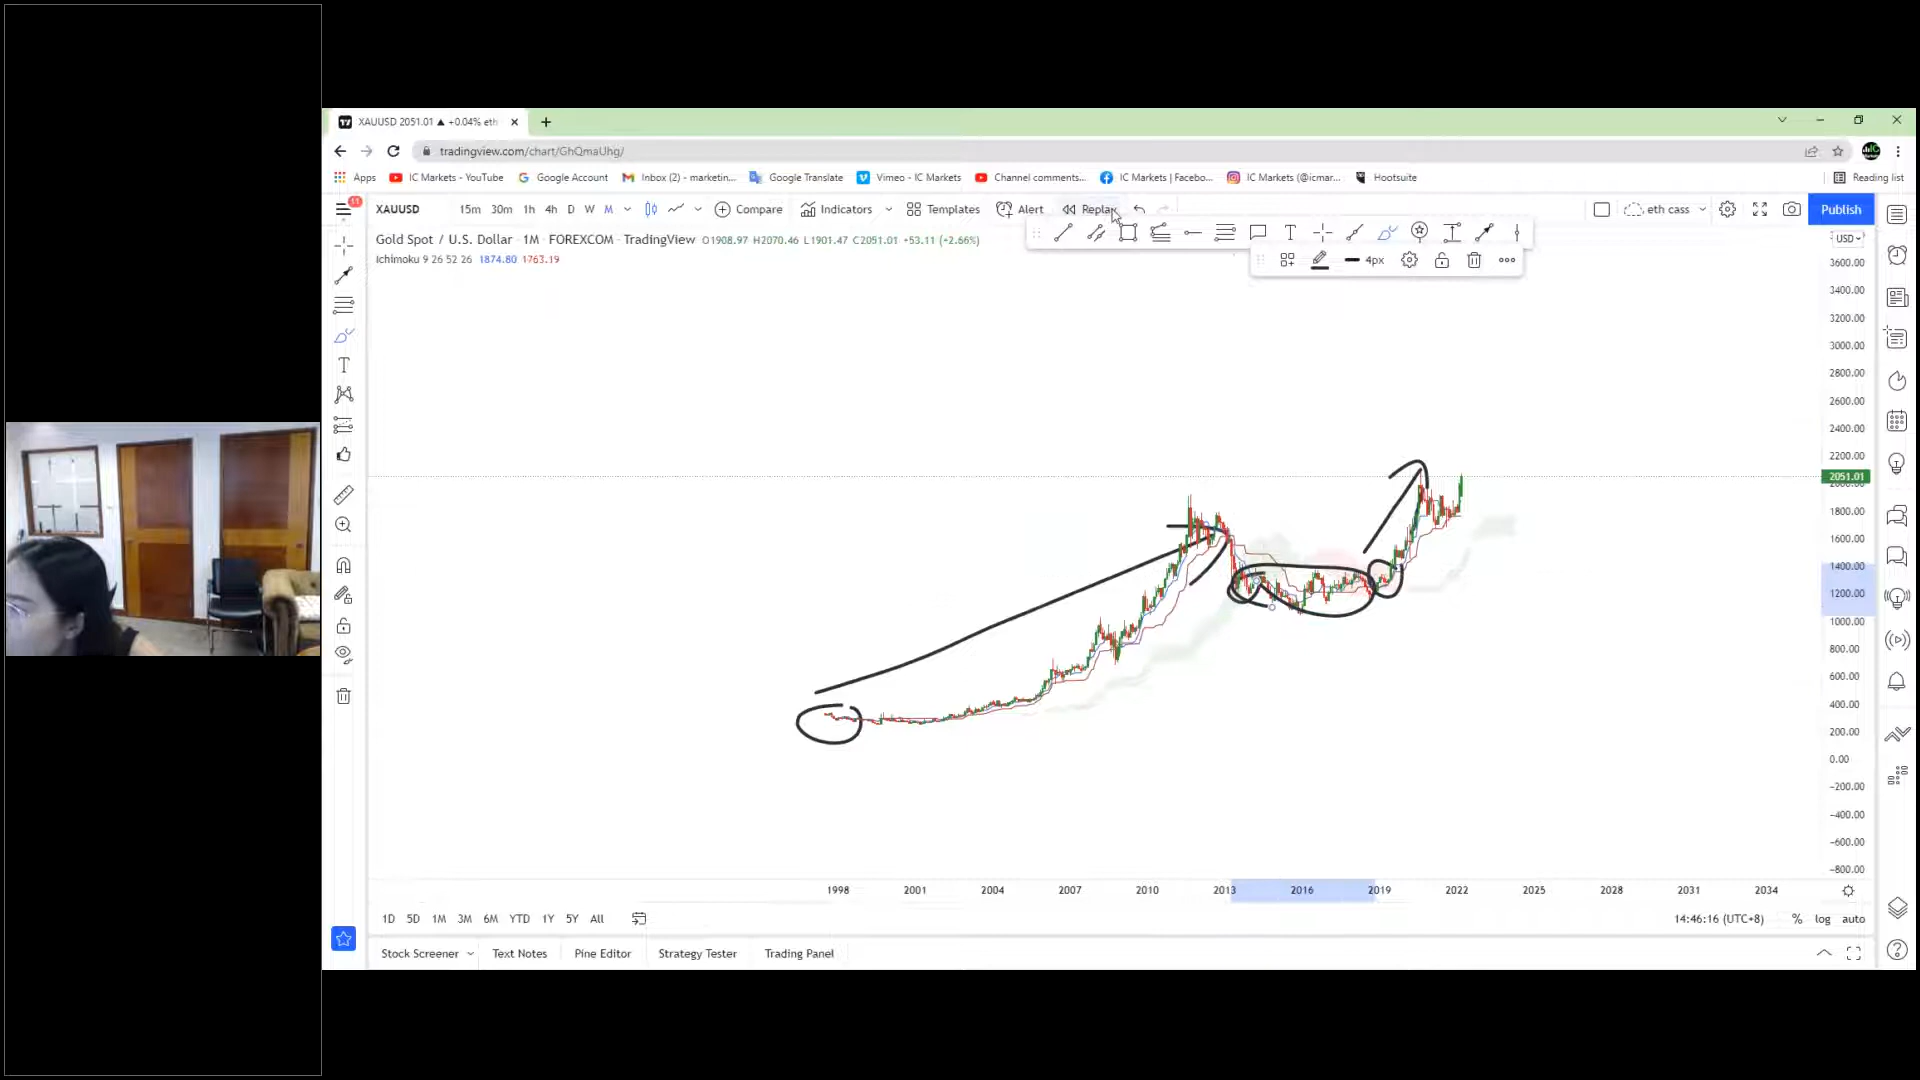 XAUUSD 2051.01 ▲ +0.04% eth
tradingview.com/chart/GhQmaUhg/
Apps IC Markets - YouTube Google Account Inbox (2) - marketin... Google Translate Vimeo - IC Markets Channel comments... IC Markets | Facebo... IC Markets (@icmar... Hootsuite Reading list
11
XAUUSD 15m 30m 1h 4h D W M Compare Indicators Templates Alert Replay eth cass Publish
Gold Spot / U.S. Dollar · 1M · FOREXCOM · TradingView O1908.97 H2070.46 L1901.47 C2051.01 +53.11 (+2.66%)
USD
Ichimoku 9 26 52 26 1874.80 1763.19
4px
3600.00
3400.00
3200.00
3000.00
2800.00
2600.00
2400.00
2200.00
2051.01
2000.00
1800.00
1600.00
1400.00
1200.00
1000.00
800.00
600.00
400.00
200.00
0.00
-200.00
-400.00
-600.00
-800.00
1998 2001 2004 2007 2010 2013 2016 2019 2022 2025 2028 2031 2034
1D 5D 1M 3M 6M YTD 1Y 5Y All 14:46:16 (UTC+8) % log auto
Stock Screener Text Notes Pine Editor Strategy Tester Trading Panel